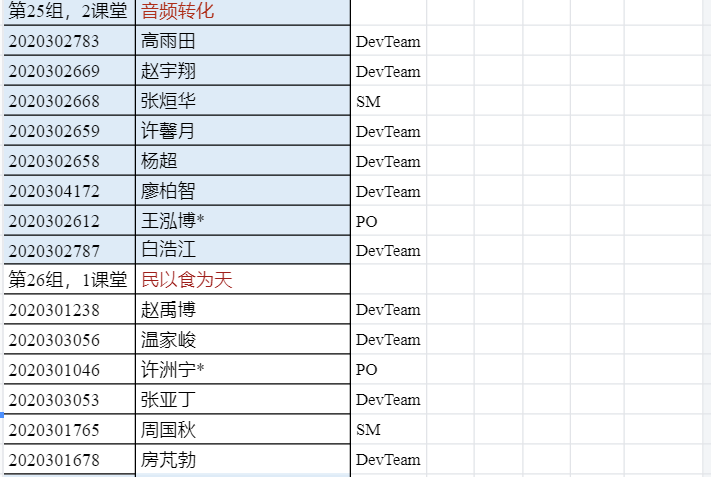 第25组，2课堂 音频转化
2020302783 高雨田 DevTeam
2020302669 赵宇翔 DevTeam
2020302668 张烜华 SM
2020302659 许馨月 DevTeam
2020302658 杨超 DevTeam
2020304172 廖柏智 DevTeam
2020302612 王泓博* PO
2020302787 白浩江 DevTeam
第26组，1课堂 民以食为天
2020301238 赵禹博 DevTeam
2020303056 温家峻 DevTeam
2020301046 许洲宁* PO
2020303053 张亚丁 DevTeam
2020301765 周国秋 SM
2020301678 房芃勃 DevTeam